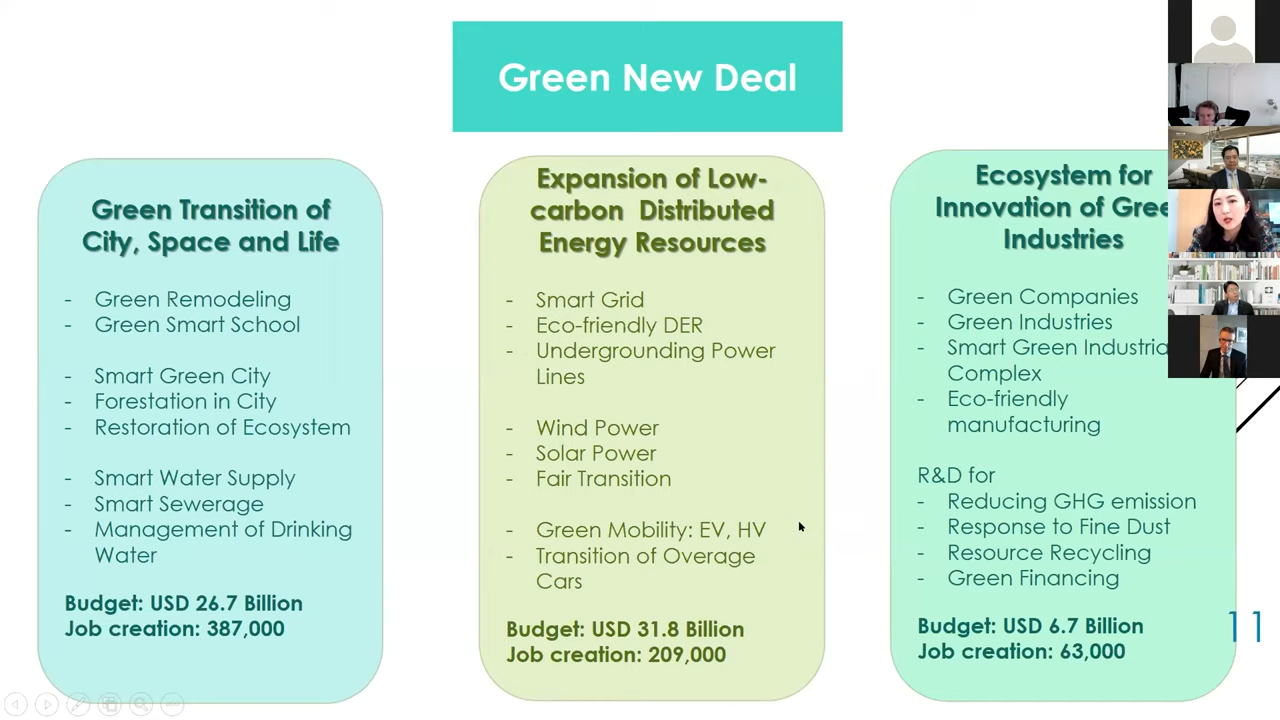 Green New Deal
Green Transition of
City, Space and Life
- Green Remodeling
- Green Smart School
- Smart Green City
- Forestation in City
- Restoration of Ecosystem
- Smart Water Supply
- Smart Sewerage
- Management of Drinking
Water
Budget: USD 26.7 Billion
Job creation: 387,000
Expansion of Low-
carbon Distributed
Energy Resources
- Smart Grid
- Eco-friendly DER
- Undergrounding Power
Lines
- Wind Power
- Solar Power
- Fair Transition
- Green Mobility: EV, HV
- Transition of Overage
Cars
Budget: USD 31.8 Billion
Job creation: 209,000
Ecosystem for
Innovation of Gree
Industries
- Green Companies
- Green Industries
- Smart Green Industria
Complex
- Eco-friendly
manufacturing
R&D for
- Reducing GHG emission
- Response to Fine Dust
- Resource Recycling
- Green Financing
Budget: USD 6.7 Billion
Job creation: 63,000
11